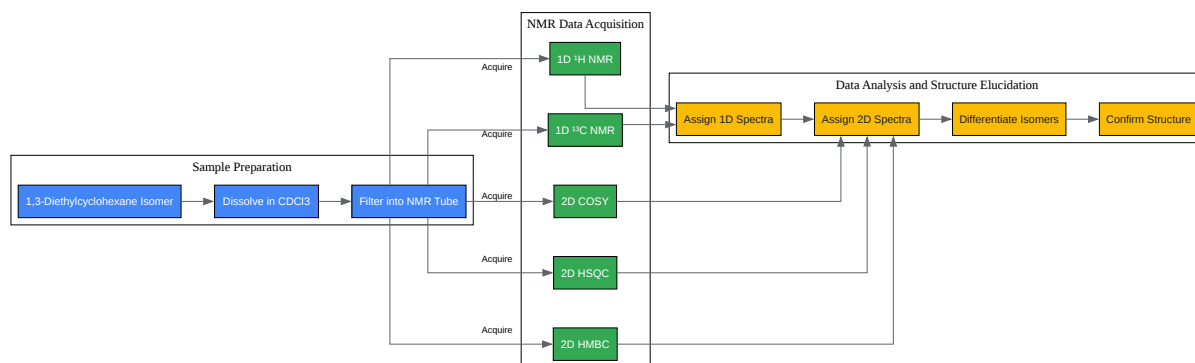 NMR Data Acquisition
1D ¹H NMR
Acquire
Data Analysis and Structure Elucidation
Assign 1D Spectra
Assign 2D Spectra
Differentiate Isomers
Confirm Structure
Acquire
1D ¹³C NMR
Sample Preparation
1,3-Diethylcyclohexane Isomer
Dissolve in CDCl3
Filter into NMR Tube
Acquire
2D COSY
Acquire
2D HSQC
Acquire
2D HMBC